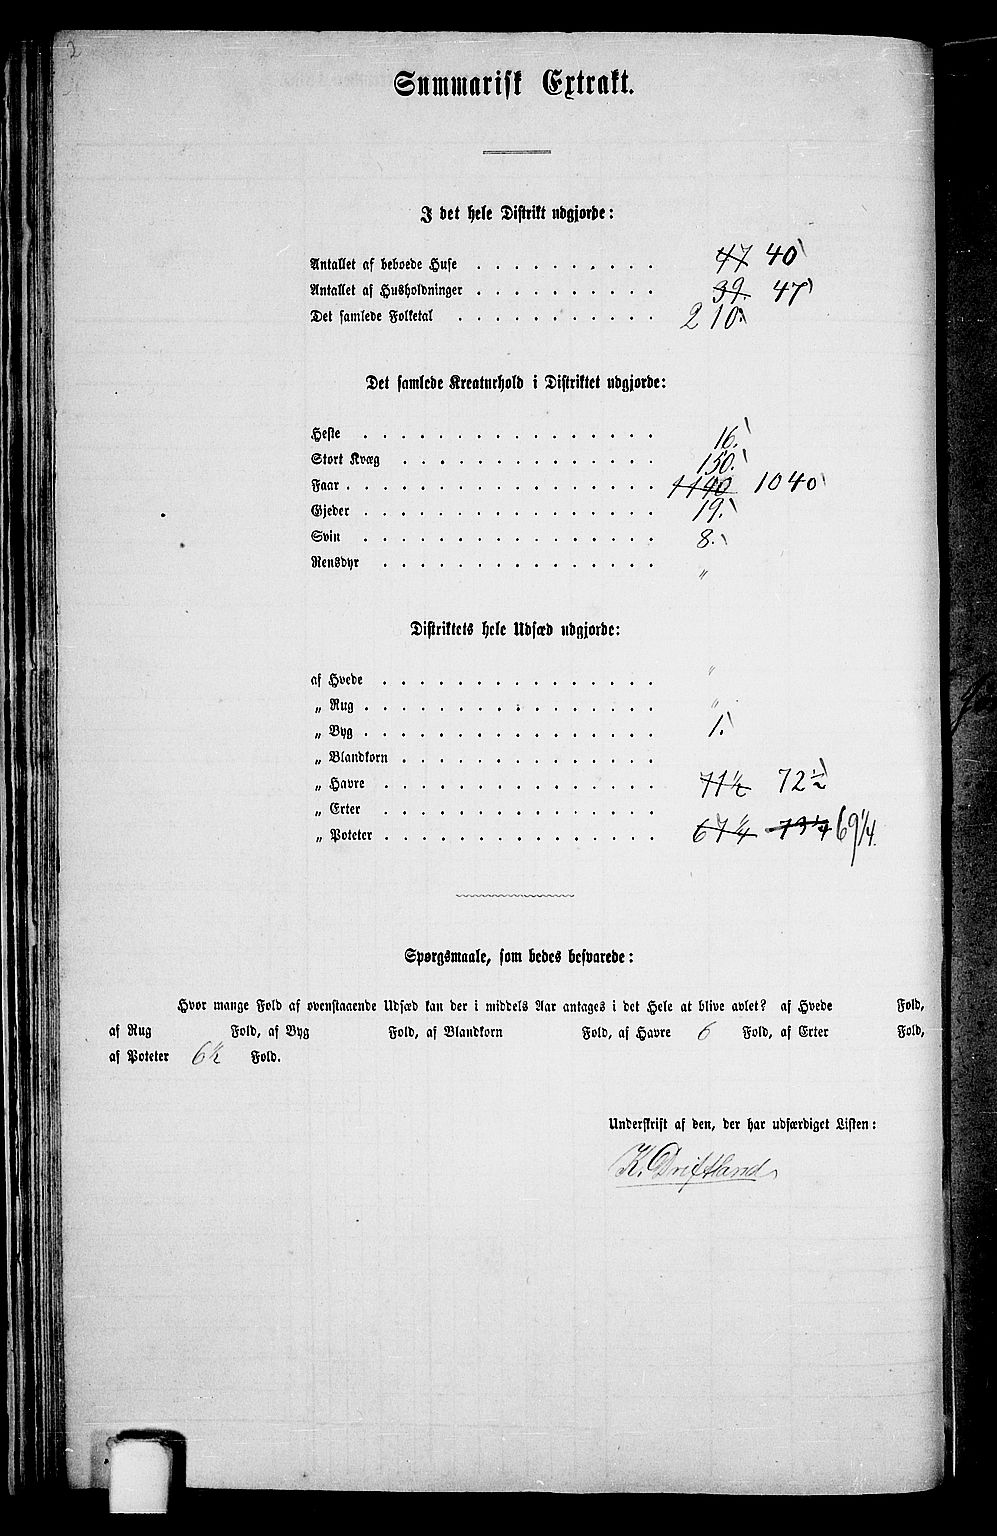 2
Summarisk Extrakt.
I det hele Distrikt udgjorde:
Antallet af beboede Huse . . . . . . . . . . 47 40
Antallet af Husholdninger . . . . . . . . . . 39. 47
Det samlede Folketal . . . . . . . . . . . 210.
Det samlede Kreaturhold i Distriktet udgjorde:
Heste . . . . . . . . . . . . . . . . 16.
Stort Kvæg . . . . . . . . . . . . . . 150.
Faar . . . . . . . . . . . . . . . . . 1140 1040
Gjeder . . . . . . . . . . . . . . . . 19.
Svin . . . . . . . . . . . . . . . . 8.
Rensdyr . . . . . . . . . . . . . . . „
Distriktets hele Udsæd udgjorde:
af Hvede . . . . . . . . . . . . . . . „
„ Rug . . . . . . . . . . . . . . . . „
„ Byg . . . . . . . . . . . . . . . . 1.
„ Blandkorn . . . . . . . . . . . . . .
„ Havre . . . . . . . . . . . . . . . 71½ 72½
„ Erter . . . . . . . . . . . . . . .
„ Poteter . . . . . . . . . . . . . . . 67¼ 73¼ 69¼
Spørgsmaale, som bedes besvarede:
Hvor mange Fold af ovenstaaende Udsæd kan der i middels Aar antages i det Hele at blive avlet? af Hvede Fold,
af Rug Fold, af Byg Fold, af Blandkorn Fold, af Havre 6 Fold, af Erter Fold,
af Poteter 6½ Fold.
Underskrift af den, der har udfærdiget Listen:
K. Driftland